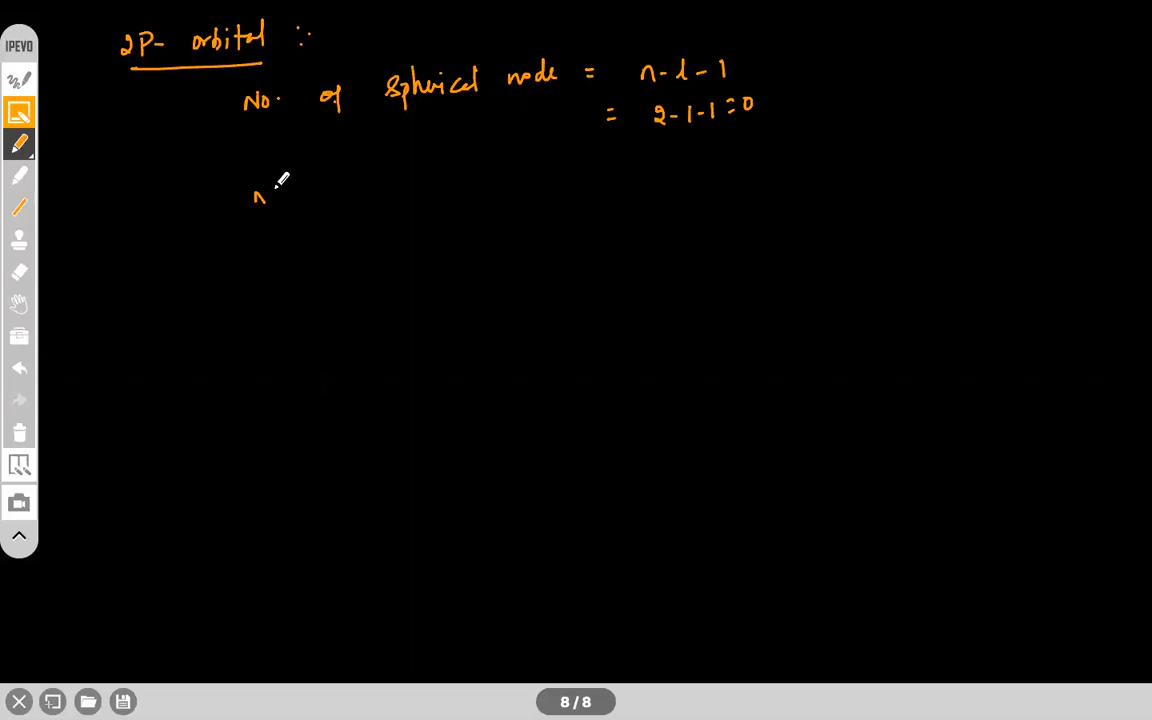 IPEVO
2P- orbital :-
No. of spherical node = n-l-1
= 2-1-1=0
n
8 / 8